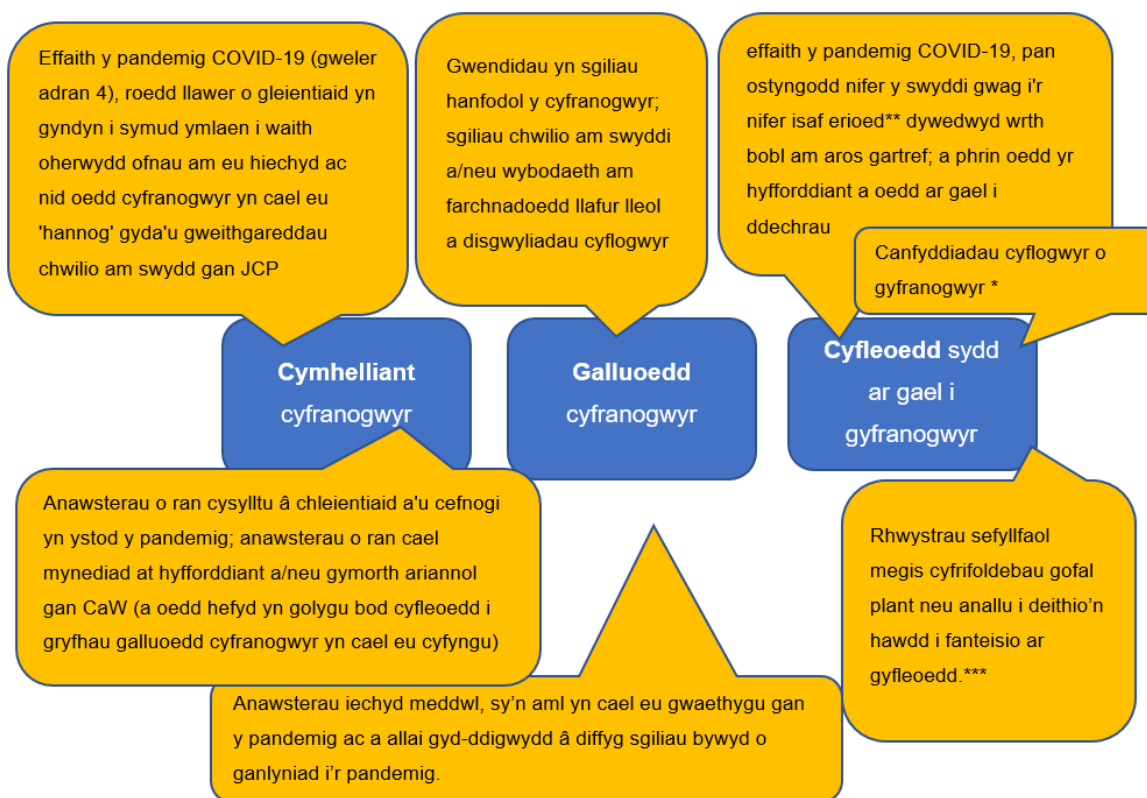 Effaith y pandemig COVID-19 (gweler
adran 4), roedd llawer o gleientiaid yn
gyndyn i symud ymlaen i waith
oherwydd ofnau am eu hiechyd ac
nid oedd cyfranogwyr yn cael eu
'hannog' gyda'u gweithgareddau
chwilio am swydd gan JCP
Gwendidau yn sgiliau
hanfodol y cyfranogwyr;
sgiliau chwilio am swyddi
a/neu wybodaeth am
farchnadoedd llafur lleol
a disgwyliadau cyflogwyr
effaith y pandemig COVID-19, pan
ostyngodd nifer y swyddi gwag i'r
nifer isaf erioed** dywedwyd wrth
bobl am aros gartref; a phrin oedd yr
hyfforddiant a oedd ar gael i
ddechrau
Canfyddiadau cyflogwyr o
gyfranogwyr *
Cymhelliant
cyfranogwyr
Galluoedd
cyfranogwyr
Cyfleoedd sydd
ar gael i
gyfranogwyr
Anawsterau o ran cysylltu â chleientiaid a'u cefnogi
yn ystod y pandemig; anawsterau o ran cael
mynediad at hyfforddiant a/neu gymorth ariannol
gan CaW (a oedd hefyd yn golygu bod cyfleoedd i
gryfhau galluoedd cyfranogwyr yn cael eu cyfyngu)
Rhwystrau sefyllfaol
megis cyfrifoldebau gofal
plant neu anallu i deithio’n
hawdd i fanteisio ar
gyfleoedd.***
Anawsterau iechyd meddwl, sy’n aml yn cael eu gwaethygu gan
y pandemig ac a allai gyd-ddigwydd â diffyg sgiliau bywyd o
ganlyniad i’r pandemig.